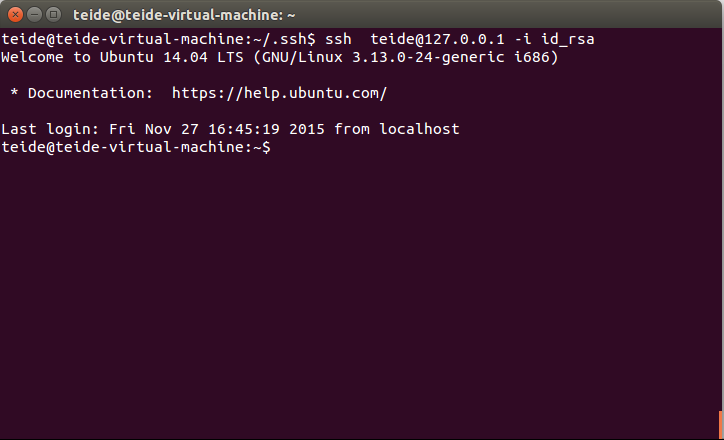 teide@teide-virtual-machine: ~
teide@teide-virtual-machine:~/.ssh$ ssh  teide@127.0.0.1 -i id_rsa
Welcome to Ubuntu 14.04 LTS (GNU/Linux 3.13.0-24-generic i686)
 * Documentation:  https://help.ubuntu.com/
Last login: Fri Nov 27 16:45:19 2015 from localhost
teide@teide-virtual-machine:~$